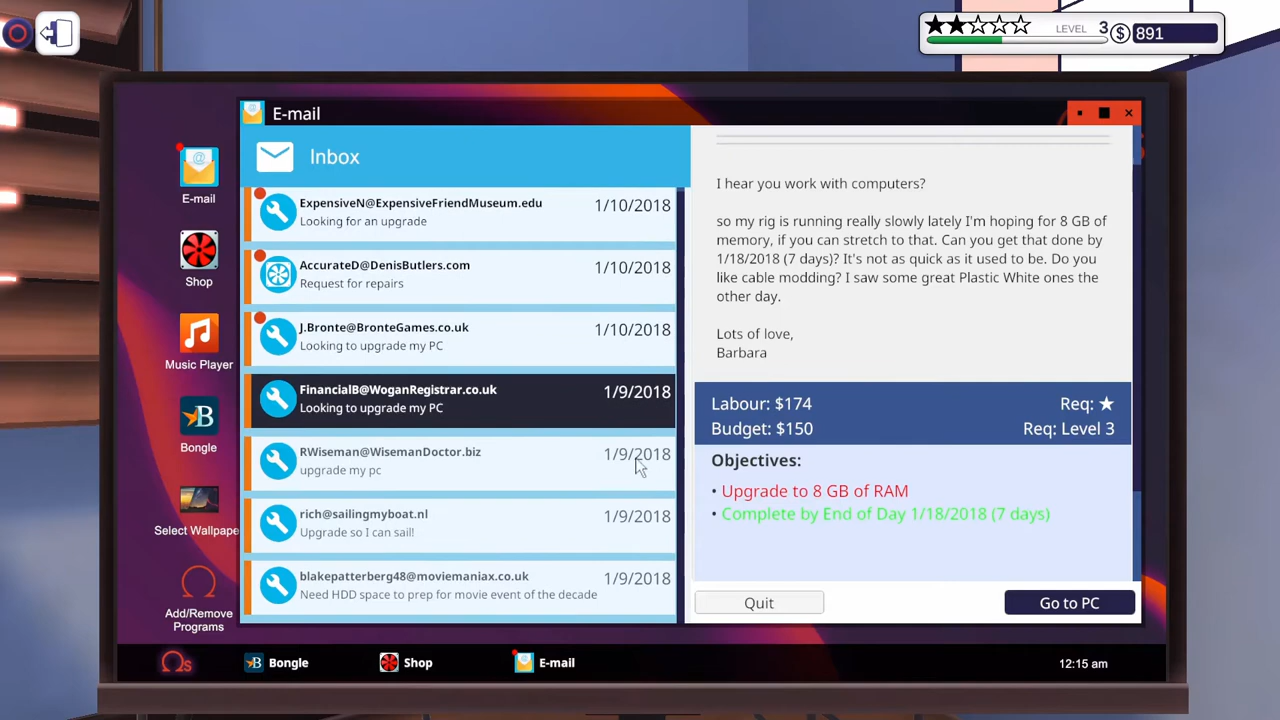 LEVEL 3 $ 891
E-mail
Inbox
ExpensiveN@ExpensiveFriendMuseum.edu 1/10/2018
Looking for an upgrade
AccurateD@DenisButlers.com 1/10/2018
Request for repairs
J.Bronte@BronteGames.co.uk 1/10/2018
Looking to upgrade my PC
FinancialB@WoganRegistrar.co.uk 1/9/2018
Looking to upgrade my PC
RWiseman@WisemanDoctor.biz 1/9/2018
upgrade my pc
rich@sailingmyboat.nl 1/9/2018
Upgrade so I can sail!
blakepatterberg48@moviemaniax.co.uk 1/9/2018
Need HDD space to prep for movie event of the decade
I hear you work with computers?
so my rig is running really slowly lately I'm hoping for 8 GB of
memory, if you can stretch to that. Can you get that done by
1/18/2018 (7 days)? It's not as quick as it used to be. Do you
like cable modding? I saw some great Plastic White ones the
other day.
Lots of love,
Barbara
Labour: $174 Req: ★
Budget: $150 Req: Level 3
Objectives:
• Upgrade to 8 GB of RAM
• Complete by End of Day 1/18/2018 (7 days)
Quit Go to PC
E-mail
Shop
Music Player
Bongle
Select Wallpape
Add/Remove
Programs
Ωs Bongle Shop E-mail 12:15 am